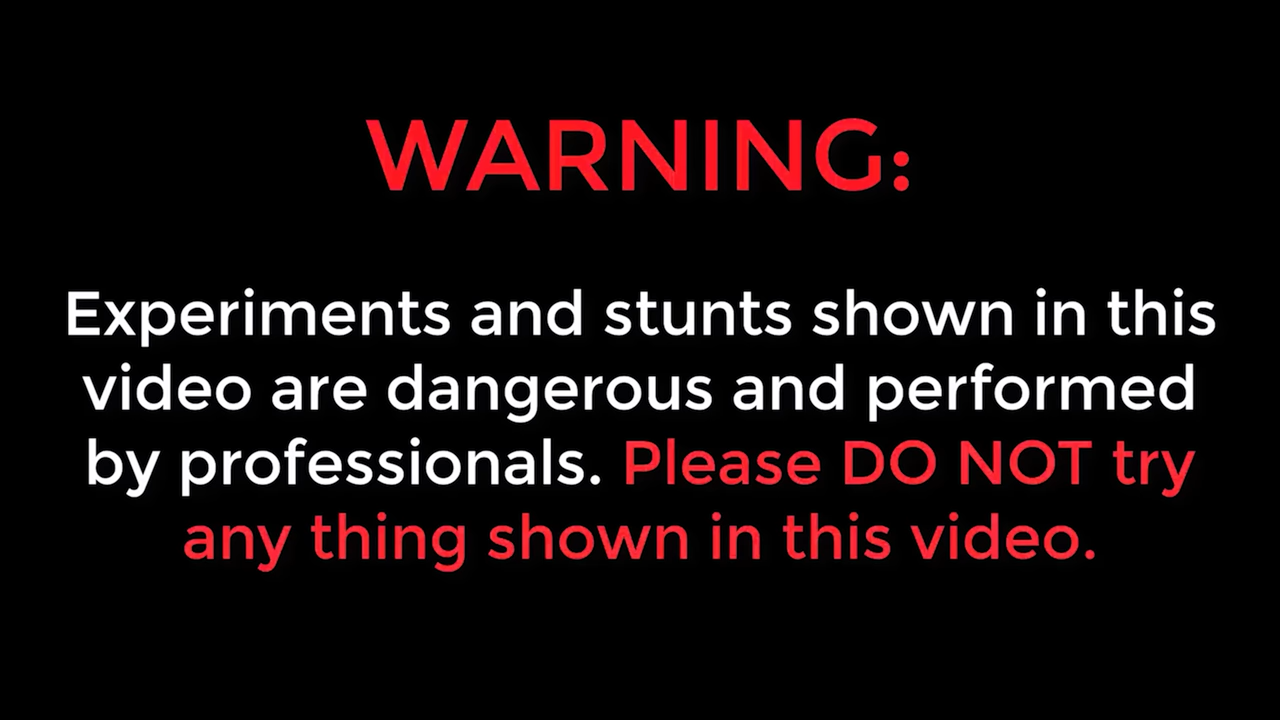 WARNING:
Experiments and stunts shown in this
video are dangerous and performed
by professionals. Please DO NOT try
any thing shown in this video.